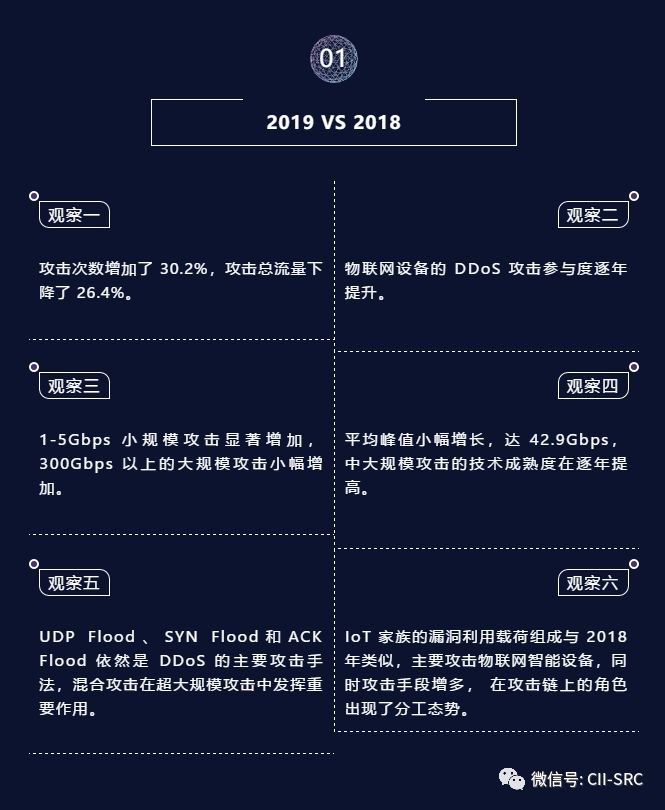 01
2019 VS 2018
观察一
攻击次数增加了 30.2%，攻击总流量下
降了 26.4%。
观察二
物联网设备的 DDoS 攻击参与度逐年
提升。
观察三
1-5Gbps 小规模攻击显著增加，
300Gbps 以上的大规模攻击小幅增
加。
观察四
平均峰值小幅增长，达 42.9Gbps，
中大规模攻击的技术成熟度在逐年提
高。
观察五
UDP Flood、SYN Flood 和 ACK
Flood 依然是 DDoS 的主要攻击手
法，混合攻击在超大规模攻击中发挥重
要作用。
观察六
IoT 家族的漏洞利用载荷组成与 2018
年类似，主要攻击物联网智能设备，同
时攻击手段增多， 在攻击链上的角色
出现了分工态势。
微信号: CII-SRC